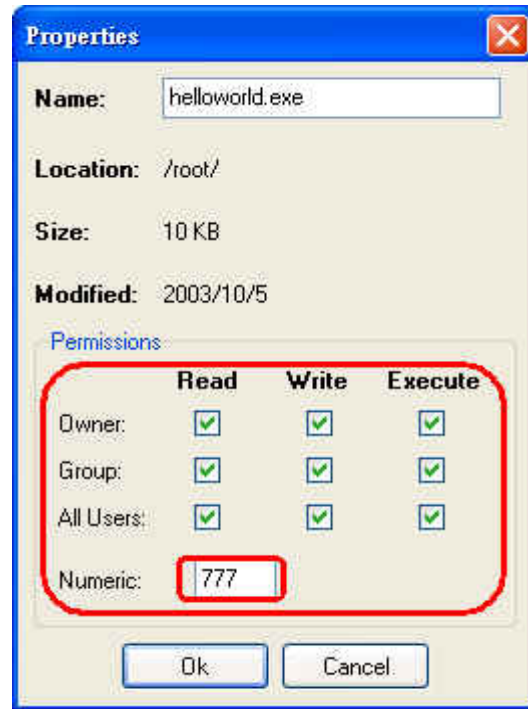 Properties
Name: helloworld.exe
Location: /root/
Size: 10 KB
Modified: 2003/10/5
Permissions
Read Write Execute
Owner:
Group:
All Users:
Numeric: 777
Ok Cancel